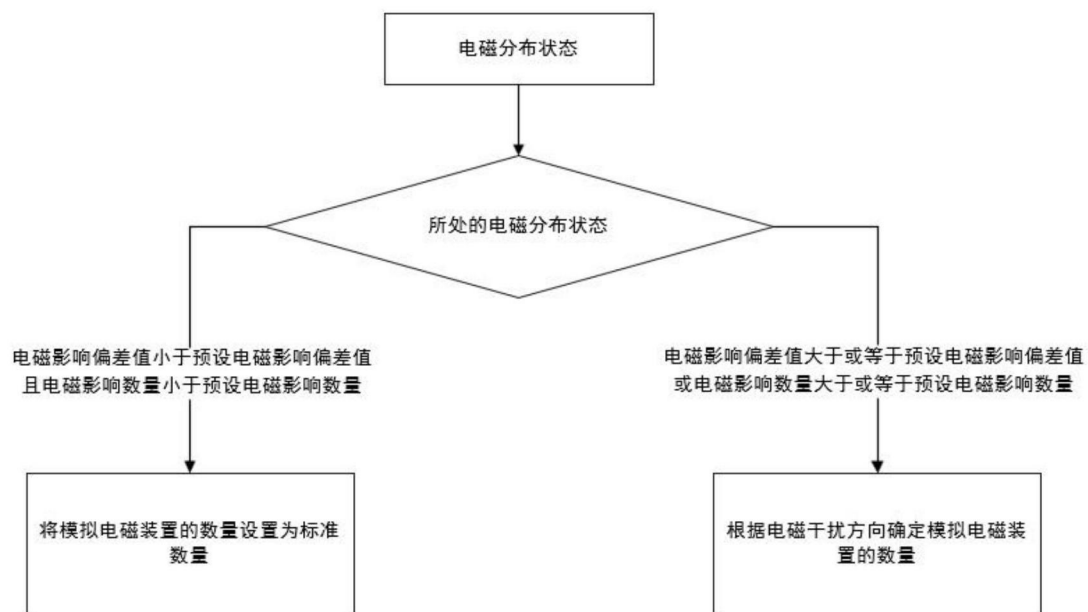 电磁分布状态
所处的电磁分布状态
电磁影响偏差值小于预设电磁影响偏差值
且电磁影响数量小于预设电磁影响数量
电磁影响偏差值大于或等于预设电磁影响偏差值
或电磁影响数量大于或等于预设电磁影响数量
将模拟电磁装置的数量设置为标准
数量
根据电磁干扰方向确定模拟电磁装
置的数量